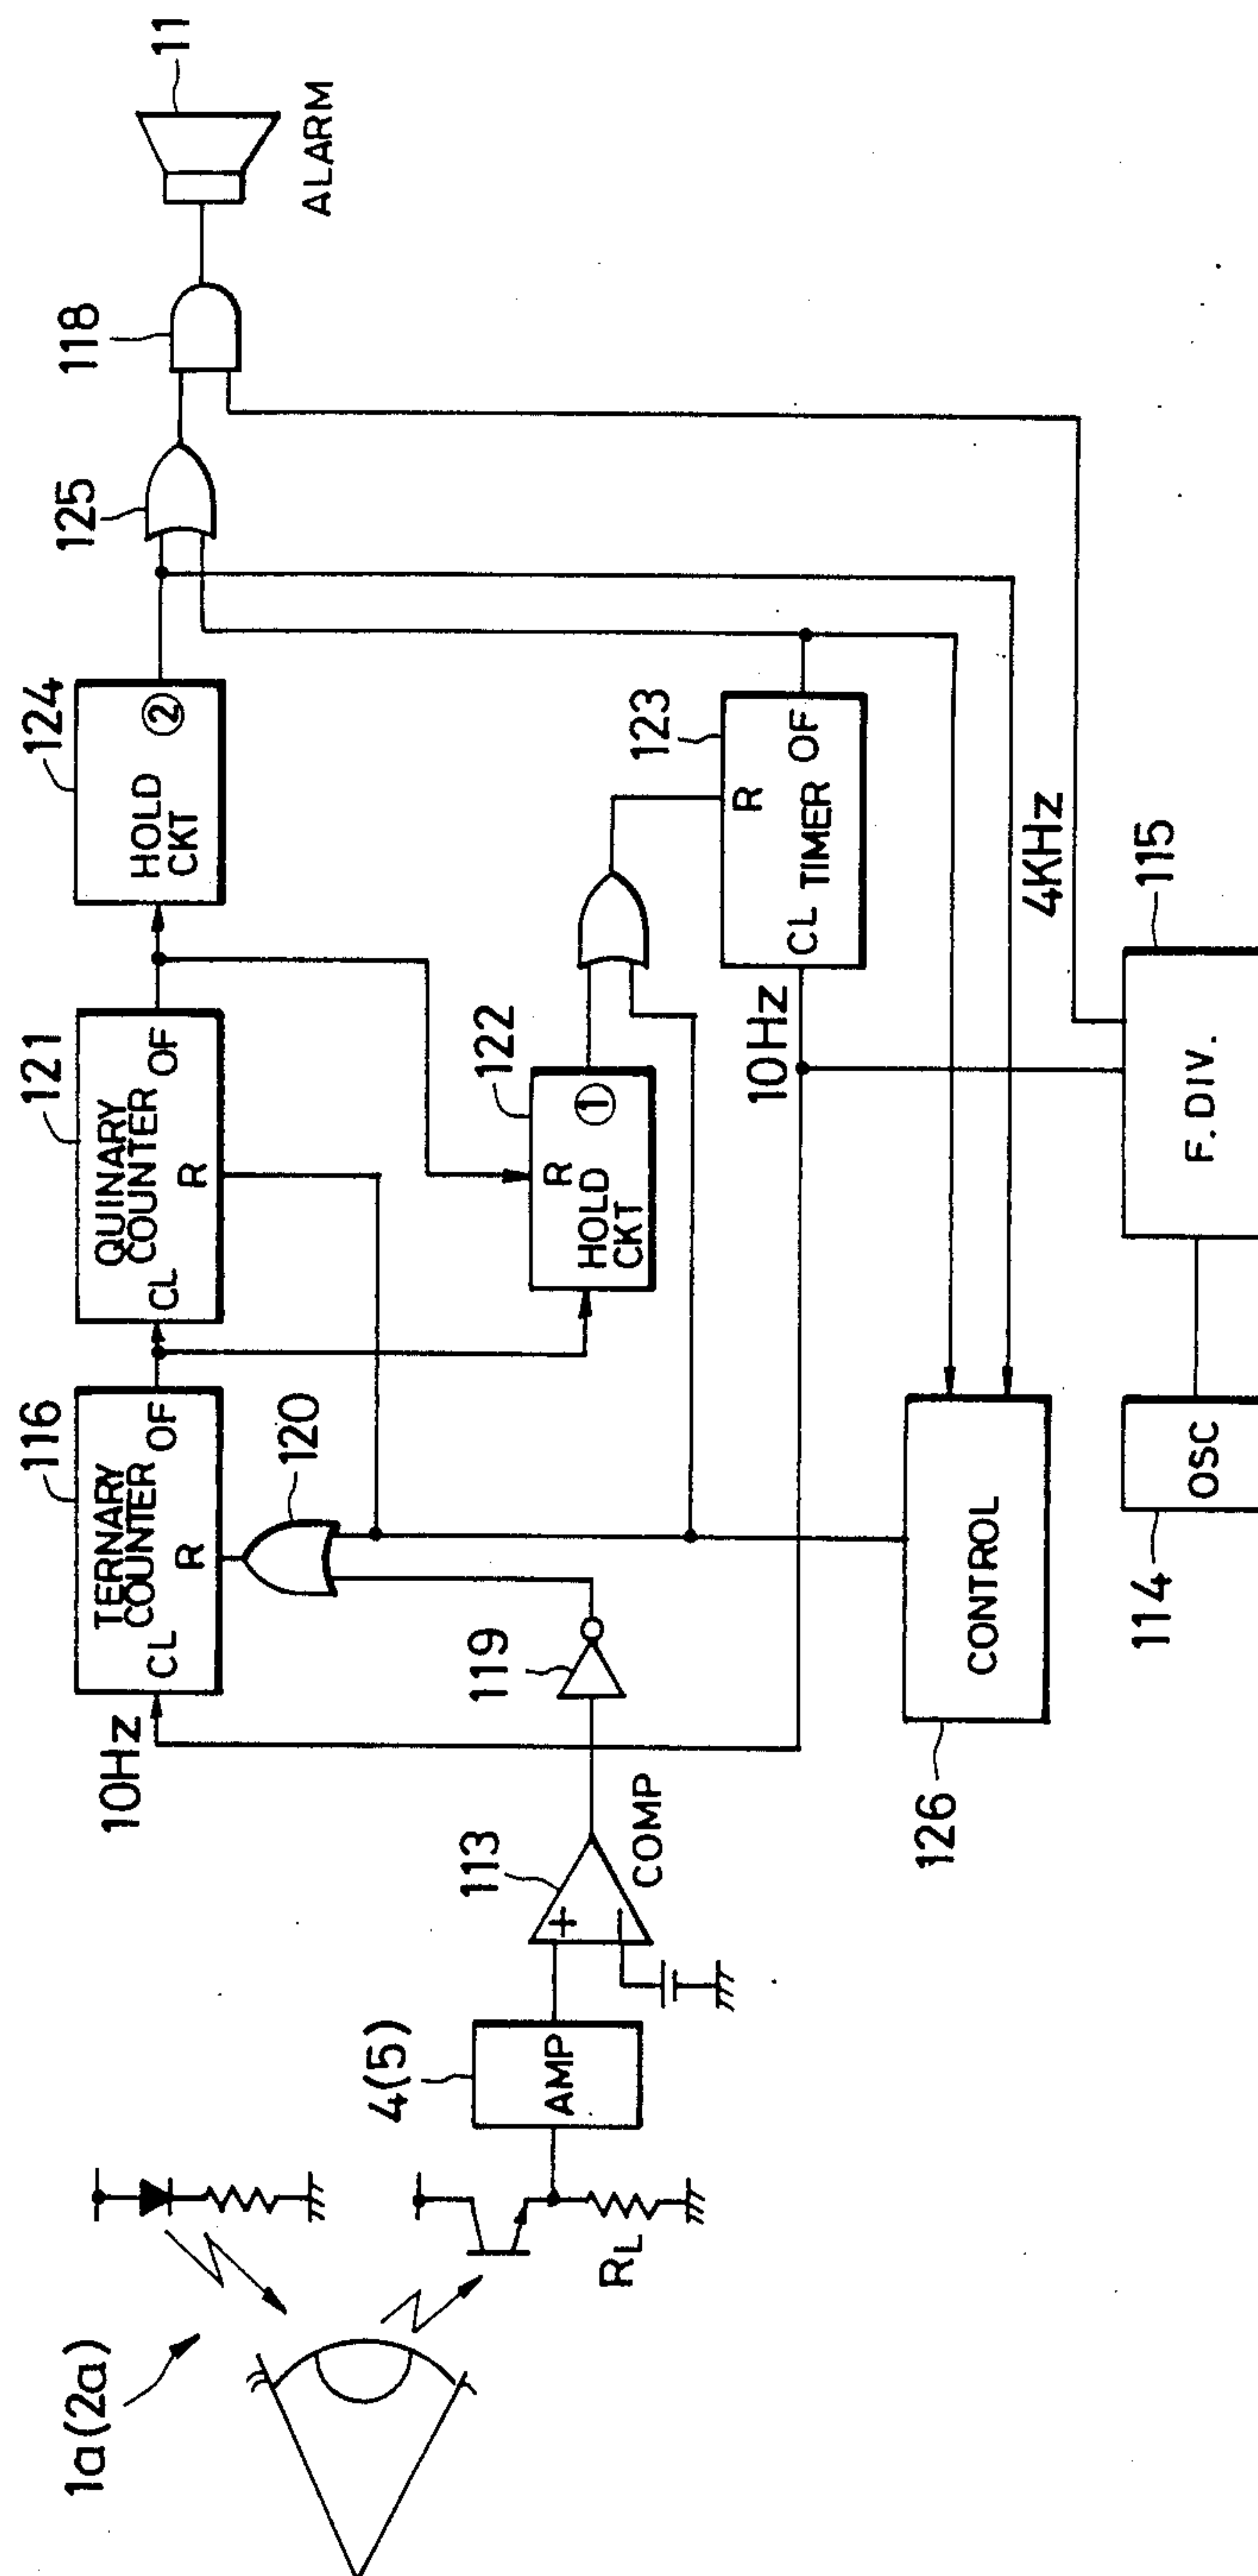 1a(2a)
RL
4(5)
AMP
113
COMP
119
120
10Hz
116
TERNARY
COUNTER
CL
R
OF
121
QUINARY
COUNTER
CL
R
OF
122
R
HOLD
CKT
①
124
HOLD
CKT
②
123
R
CL
TIMER
OF
10Hz
125
118
11
ALARM
126
CONTROL
114
OSC
115
F. DIV.
4KHz